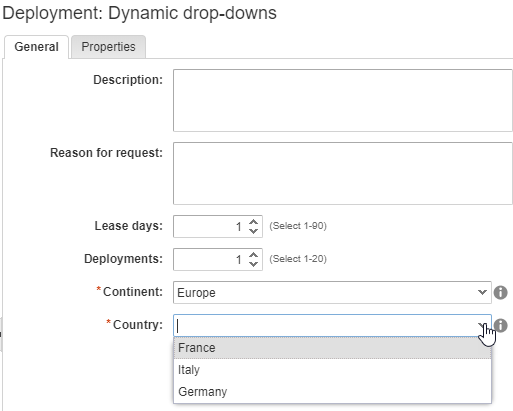 Deployment: Dynamic drop-downs
General Properties
Description:
Reason for request:
Lease days: 1 (Select 1-90)
Deployments: 1 (Select 1-20)
*Continent: Europe
*Country:
France
Italy
Germany